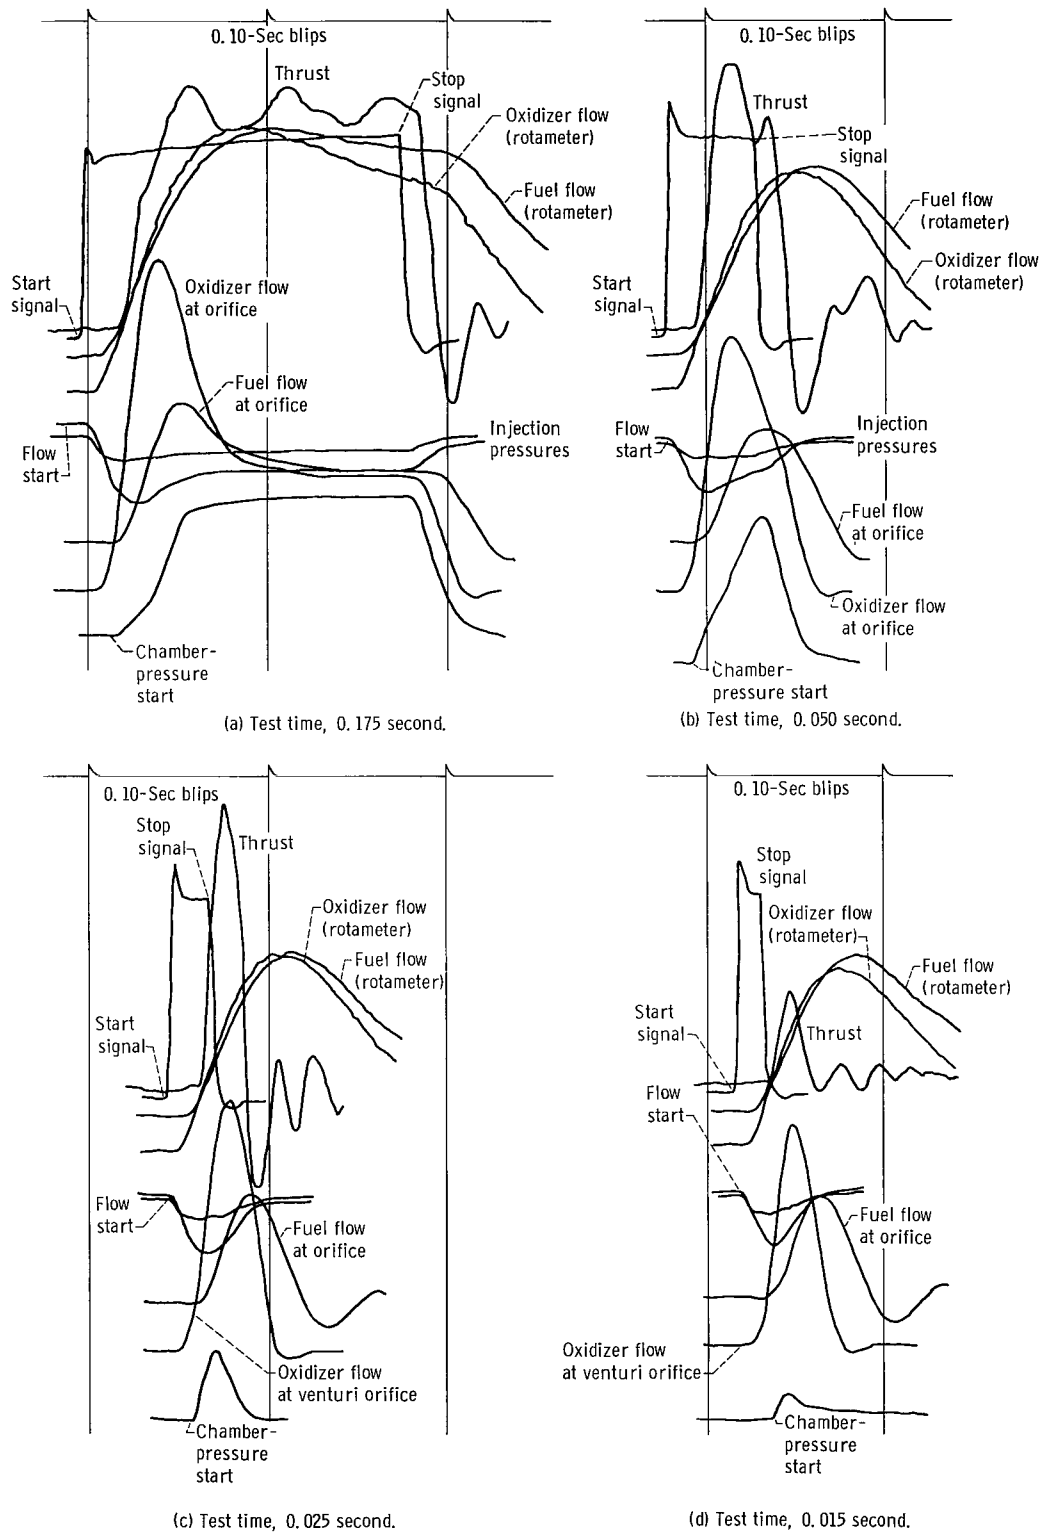 0.10-Sec blips
Thrust
Stop
signal
Oxidizer flow
(rotameter)
Fuel flow
(rotameter)
Start
signal
Oxidizer flow
at orifice
Fuel flow
at orifice
Flow
start
Injection
pressures
Chamber-
pressure
start
(a) Test time, 0.175 second.
0.10-Sec blips
Thrust
Stop
signal
Fuel flow
(rotameter)
Oxidizer flow
(rotameter)
Start
signal
Flow
start
Injection
pressures
Fuel flow
at orifice
Oxidizer flow
at orifice
Chamber-
pressure start
(b) Test time, 0.050 second.
0.10-Sec blips
Stop
signal
Thrust
Oxidizer flow
(rotameter)
Fuel flow
(rotameter)
Start
signal
Flow
start
Fuel flow
at orifice
Oxidizer flow
at venturi orifice
Chamber-
pressure
start
(c) Test time, 0.025 second.
0.10-Sec blips
Stop
signal
Oxidizer flow
(rotameter)
Fuel flow
(rotameter)
Start
signal
Thrust
Flow
start
Fuel flow
at orifice
Oxidizer flow
at venturi orifice
Chamber-
pressure
start
(d) Test time, 0.015 second.